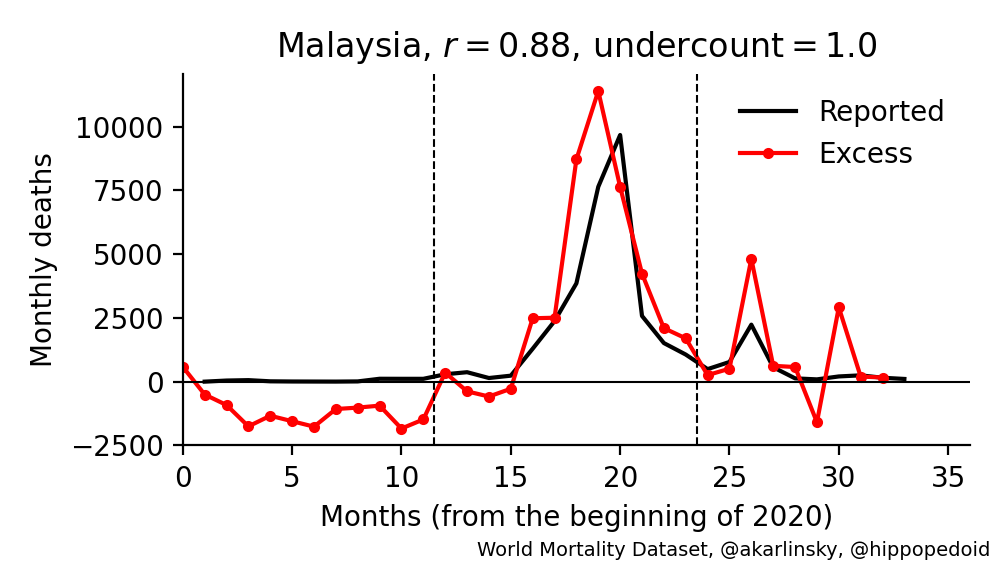 Malaysia, r = 0.88, undercount = 1.0
Reported
Excess
Monthly deaths
10000
7500
5000
2500
0
−2500
0 5 10 15 20 25 30 35
Months (from the beginning of 2020)
World Mortality Dataset, @akarlinsky, @hippopedoid